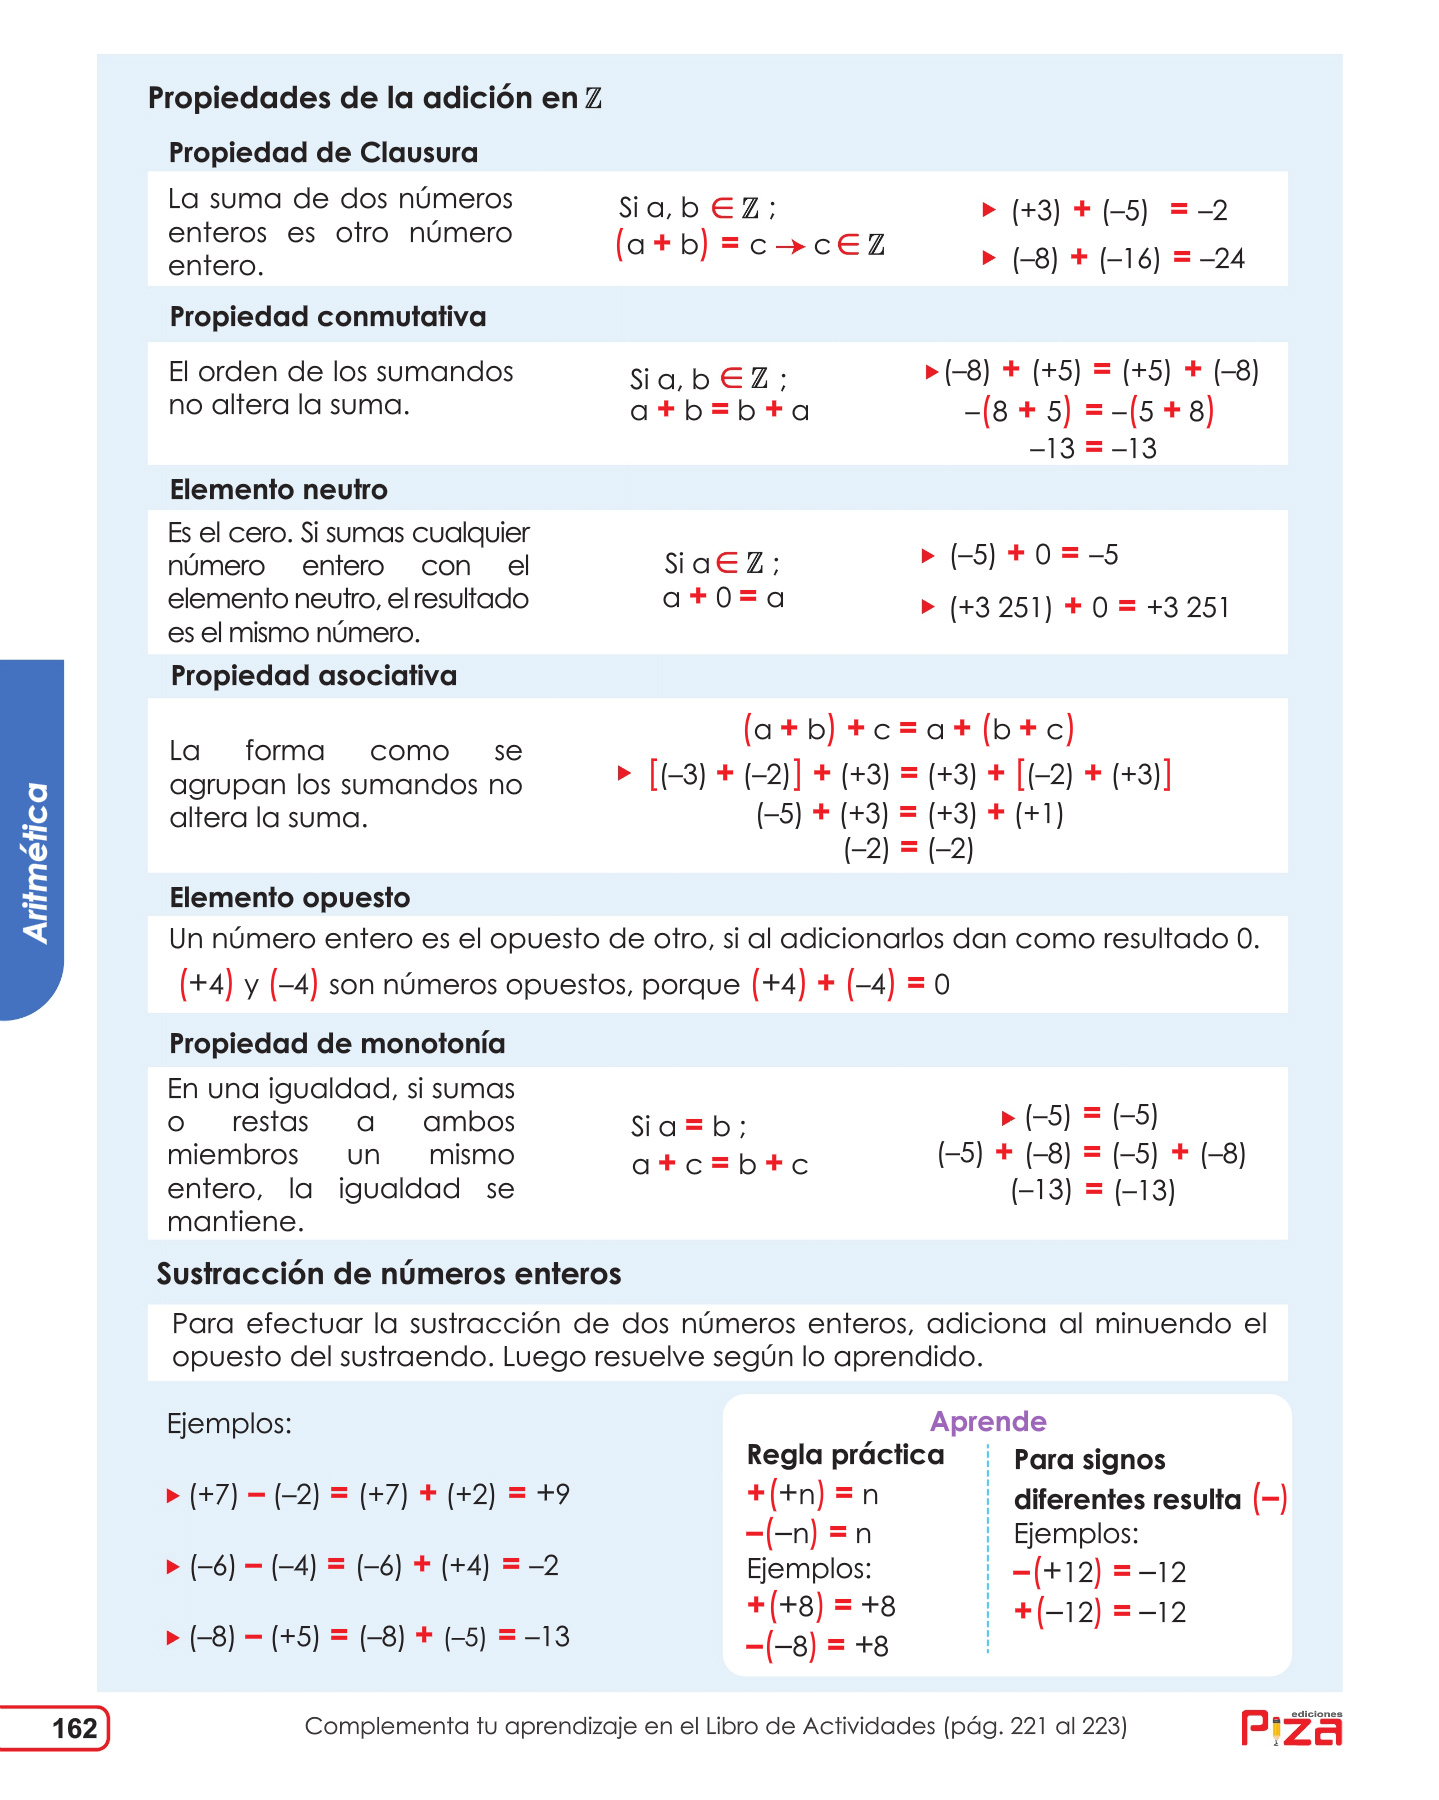 Propiedades de la adición en ℤ
Propiedad de Clausura
La suma de dos números
enteros es otro número
entero.
Si a, b ∈ ℤ ;
(a + b) = c → c ∈ ℤ
▶ (+3) + (–5) = –2
▶ (–8) + (–16) = –24
Propiedad conmutativa
El orden de los sumandos
no altera la suma.
Si a, b ∈ ℤ ;
a + b = b + a
▶ (–8) + (+5) = (+5) + (–8)
–(8 + 5) = –(5 + 8)
–13 = –13
Elemento neutro
Es el cero. Si sumas cualquier
número entero con el
elemento neutro, el resultado
es el mismo número.
Si a ∈ ℤ ;
a + 0 = a
▶ (–5) + 0 = –5
▶ (+3 251) + 0 = +3 251
Propiedad asociativa
La forma como se
agrupan los sumandos no
altera la suma.
(a + b) + c = a + (b + c)
▶ [(–3) + (–2)] + (+3) = (+3) + [(–2) + (+3)]
(–5) + (+3) = (+3) + (+1)
(–2) = (–2)
Elemento opuesto
Un número entero es el opuesto de otro, si al adicionarlos dan como resultado 0.
(+4) y (–4) son números opuestos, porque (+4) + (–4) = 0
Propiedad de monotonía
En una igualdad, si sumas
o restas a ambos
miembros un mismo
entero, la igualdad se
mantiene.
Si a = b ;
a + c = b + c
▶ (–5) = (–5)
(–5) + (–8) = (–5) + (–8)
(–13) = (–13)
Sustracción de números enteros
Para efectuar la sustracción de dos números enteros, adiciona al minuendo el
opuesto del sustraendo. Luego resuelve según lo aprendido.
Ejemplos:
▶ (+7) – (–2) = (+7) + (+2) = +9
▶ (–6) – (–4) = (–6) + (+4) = –2
▶ (–8) – (+5) = (–8) + (–5) = –13
Aprende
Regla práctica
+(+n) = n
–(–n) = n
Ejemplos:
+(+8) = +8
–(–8) = +8
Para signos
diferentes resulta (–)
Ejemplos:
–(+12) = –12
+(–12) = –12
Aritmética
162
Complementa tu aprendizaje en el Libro de Actividades (pág. 221 al 223)
ediciones
Piza